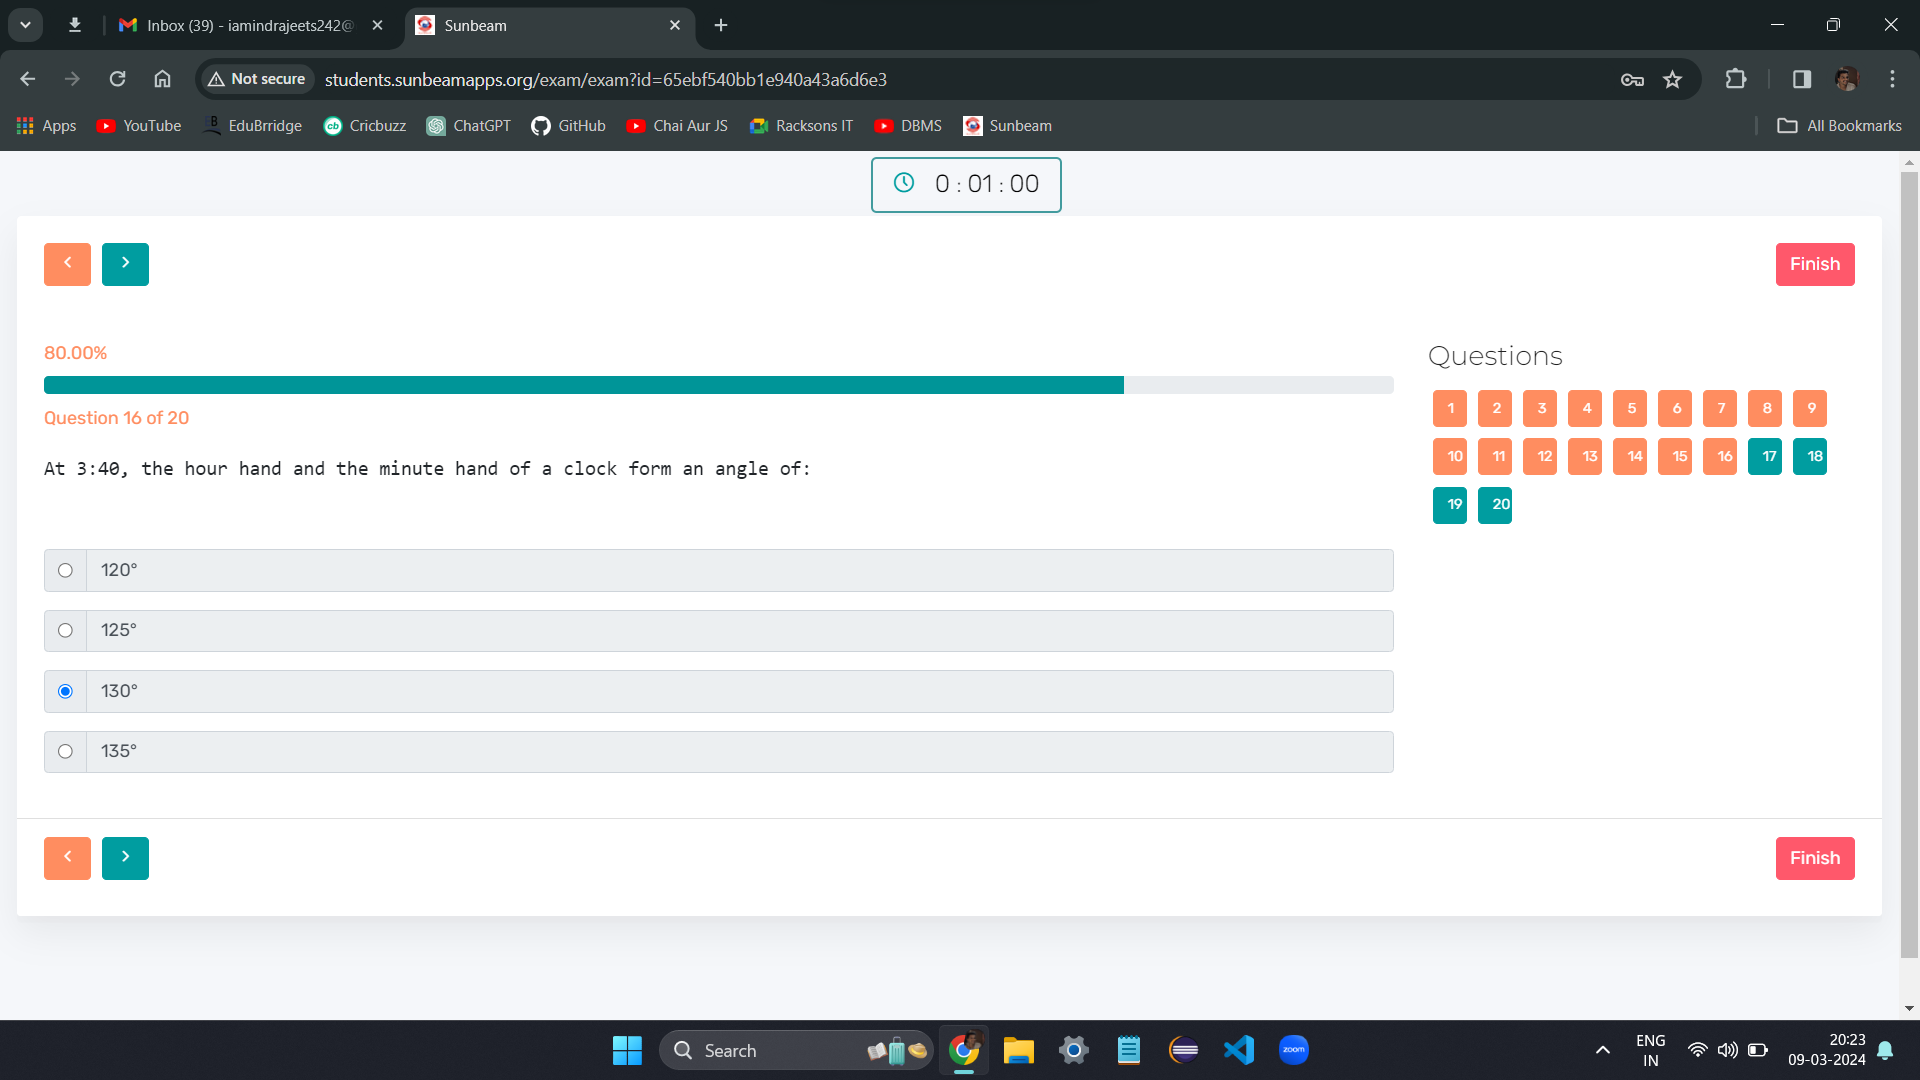 Inbox (39) - iamindrajeets242@
Sunbeam
Not secure
students.sunbeamapps.org/exam/exam?id=65ebf540bb1e940a43a6d6e3
Apps
YouTube
B
EduBrridge
cb
Cricbuzz
ChatGPT
GitHub
Chai Aur JS
Racksons IT
DBMS
Sunbeam
All Bookmarks
0 : 01 : 00
Finish
80.00%
Question 16 of 20
At 3:40, the hour hand and the minute hand of a clock form an angle of:
120°
125°
130°
135°
Questions
1 2 3 4 5 6 7 8 9
10 11 12 13 14 15 16 17 18
19 20
Finish
Search
zoom
ENG
IN
20:23
09-03-2024